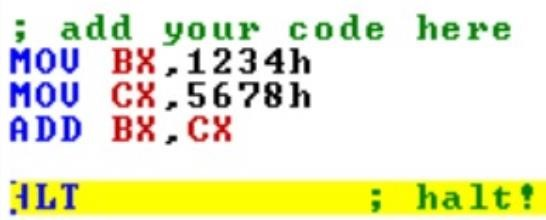 ; add your code here
MOV BX,1234h
MOV CX,5678h
ADD BX,CX
HLT ; halt!